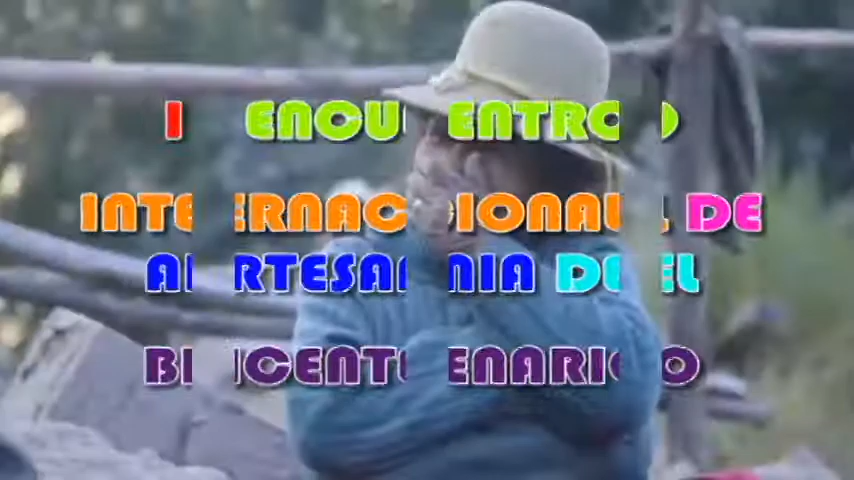 I ENCUENTRO
INTERNACIONAL DE
ARTESANIA DEL
BICENTENARIO